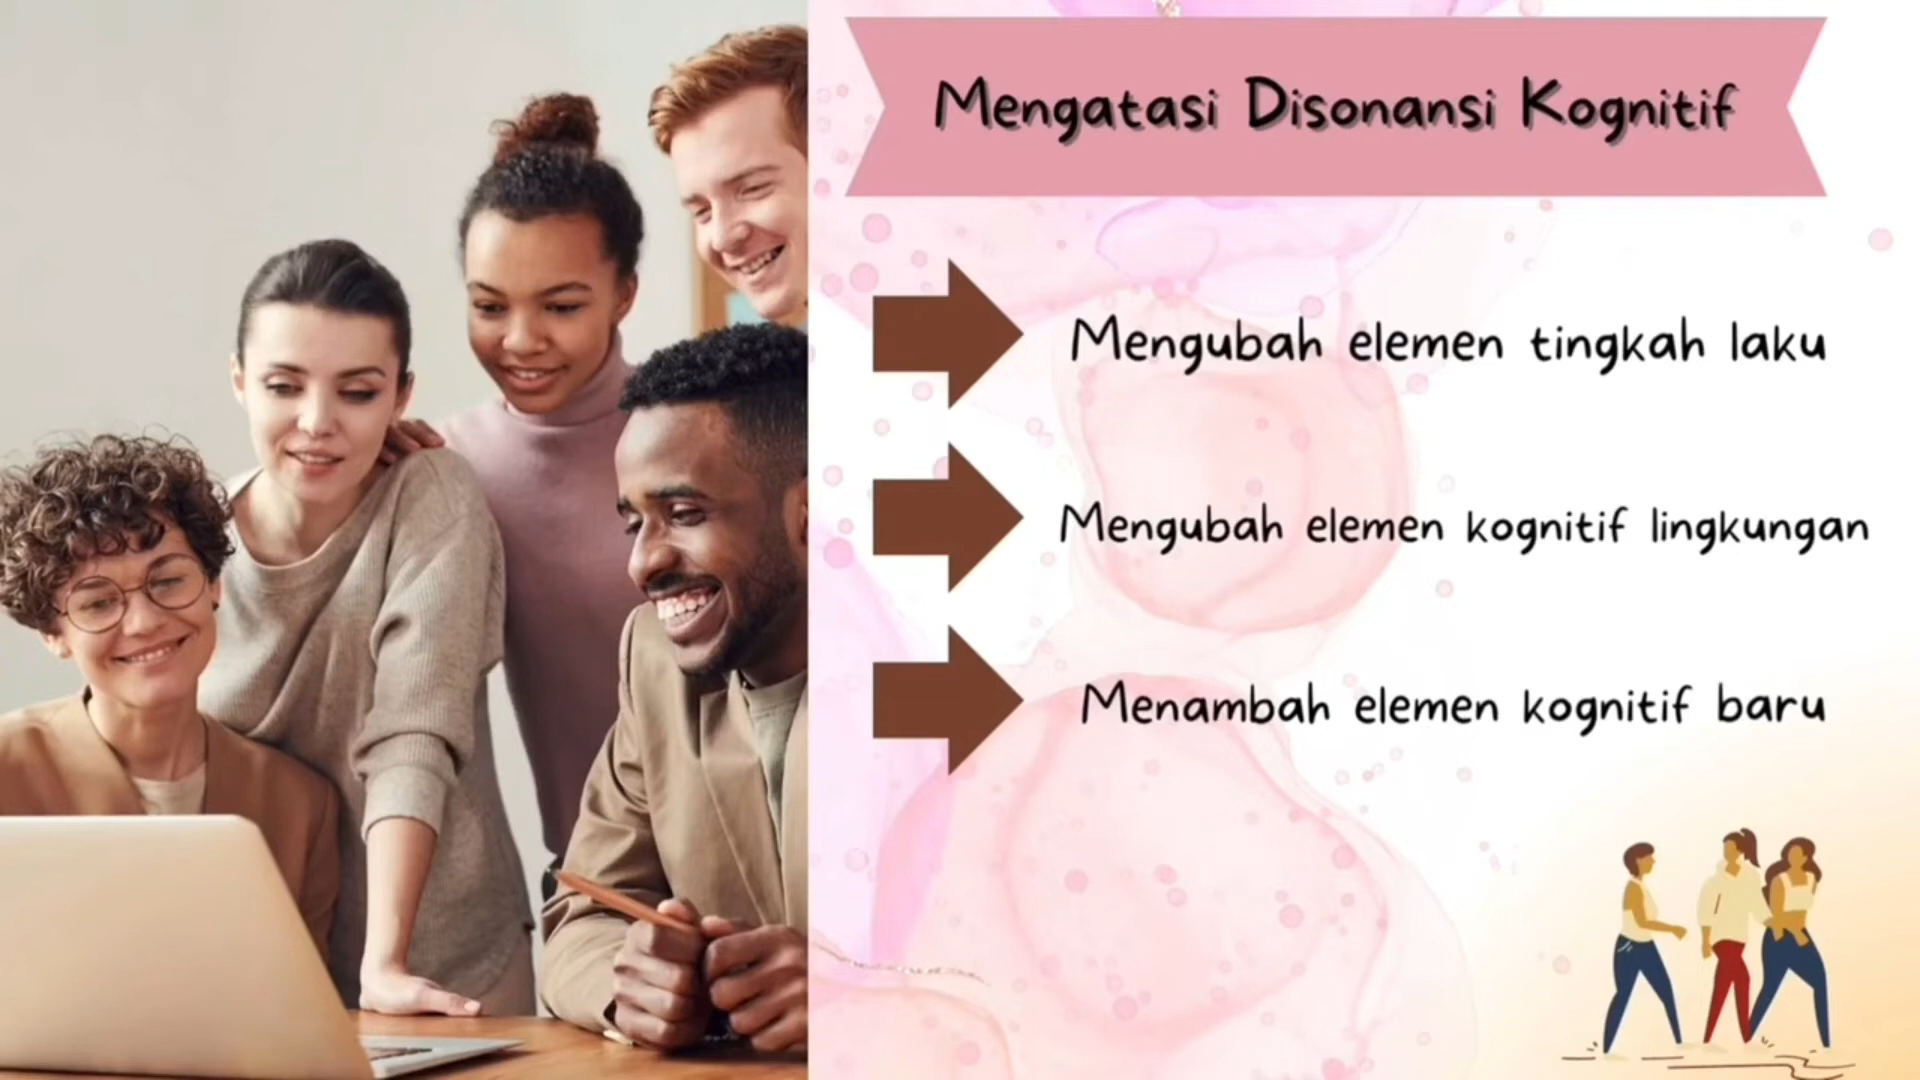 Mengatasi Disonansi Kognitif
Mengubah elemen tingkah laku
Mengubah elemen kognitif lingkungan
Menambah elemen kognitif baru